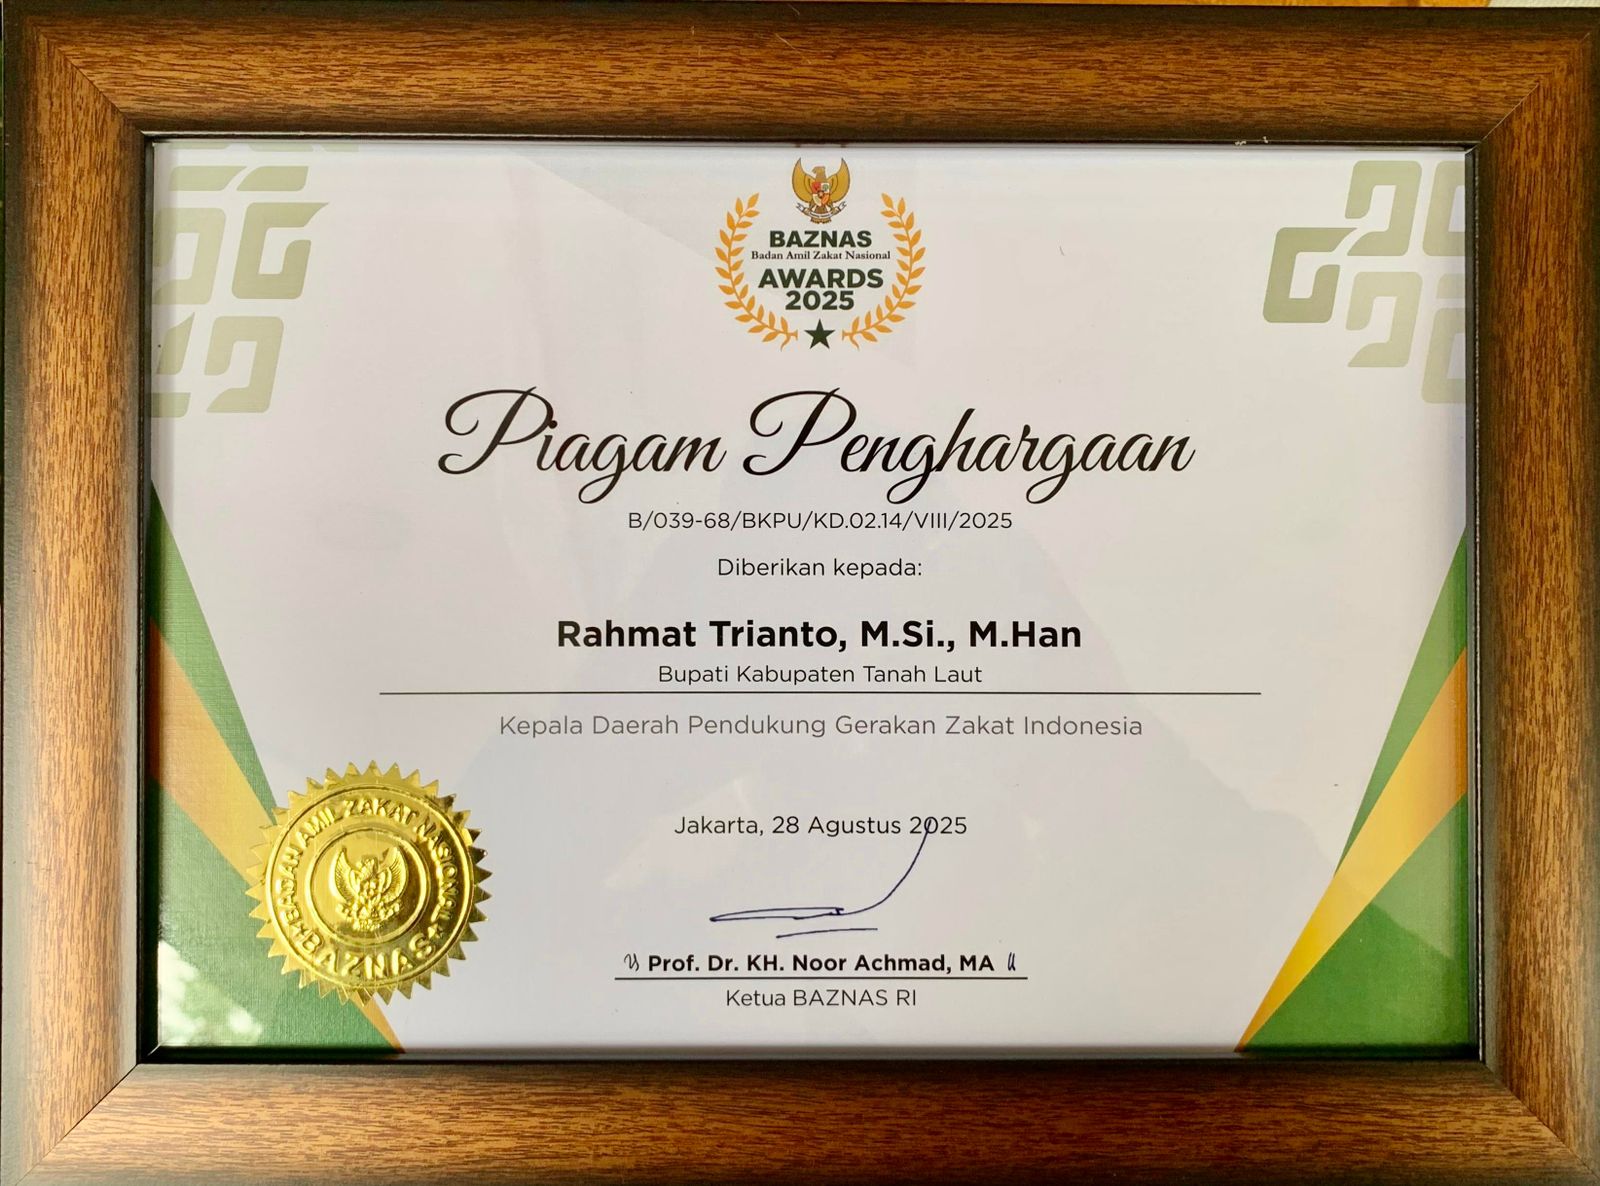 BAZNAS
Badan Amil Zakat Nasional
AWARDS
2025
Piagam Penghargaan
B/039-68/BKPU/KD.02.14/VIII/2025
Diberikan kepada:
Rahmat Trianto, M.Si., M.Han
Bupati Kabupaten Tanah Laut
Kepala Daerah Pendukung Gerakan Zakat Indonesia
Jakarta, 28 Agustus 2025
Prof. Dr. KH. Noor Achmad, MA
Ketua BAZNAS RI
BADAN AMIL ZAKAT NASIONAL
BAZNAS